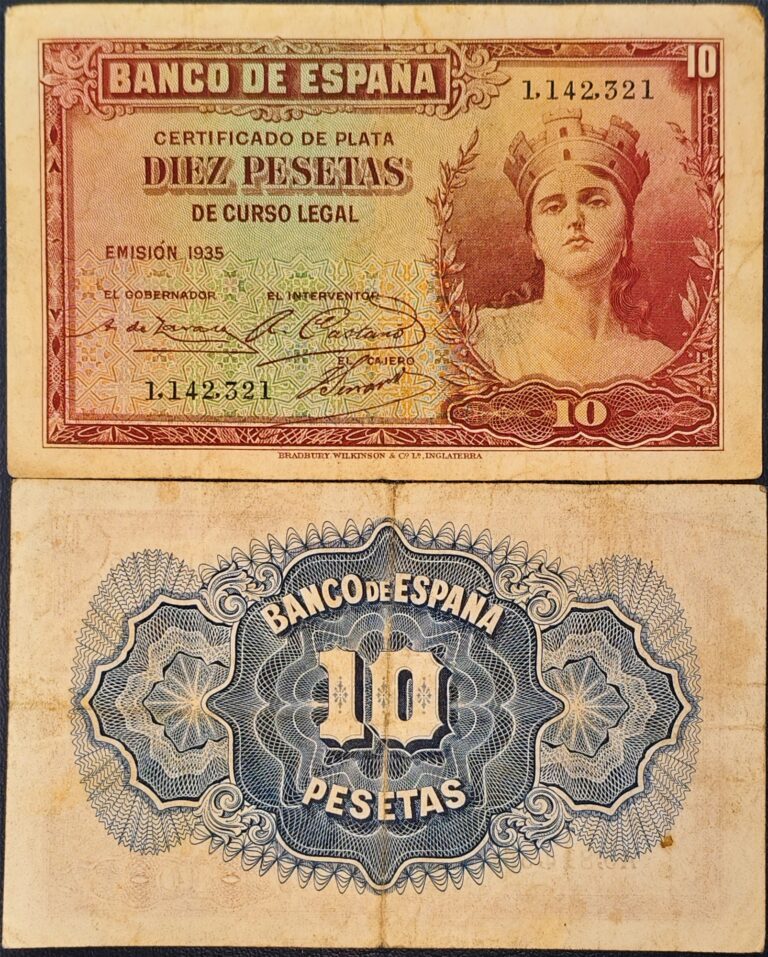 BANCO DE ESPAÑA
10
1,142,321
CERTIFICADO DE PLATA
DIEZ PESETAS
DE CURSO LEGAL
EMISIÓN 1935
EL GOBERNADOR EL INTERVENTOR
EL CAJERO
1,142,321
10
BRADBURY, WILKINSON & Cº Lº, INGLATERRA
BANCO DE ESPAÑA
10
PESETAS